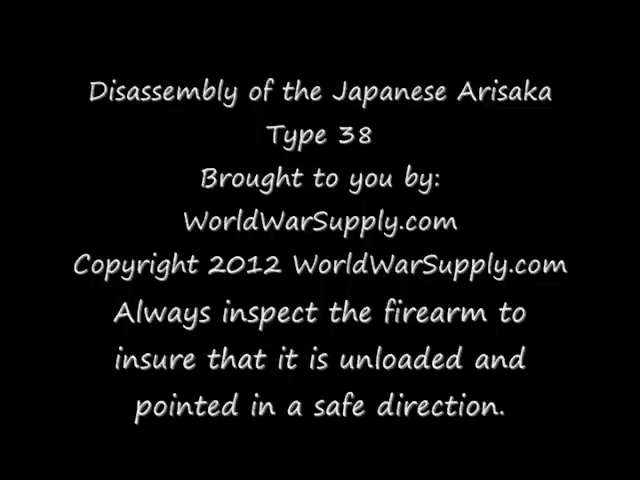 Disassembly of the Japanese Arisaka
Type 38
Brought to you by:
WorldWarSupply.com
Copyright 2012 WorldWarSupply.com
Always inspect the firearm to
insure that it is unloaded and
pointed in a safe direction.